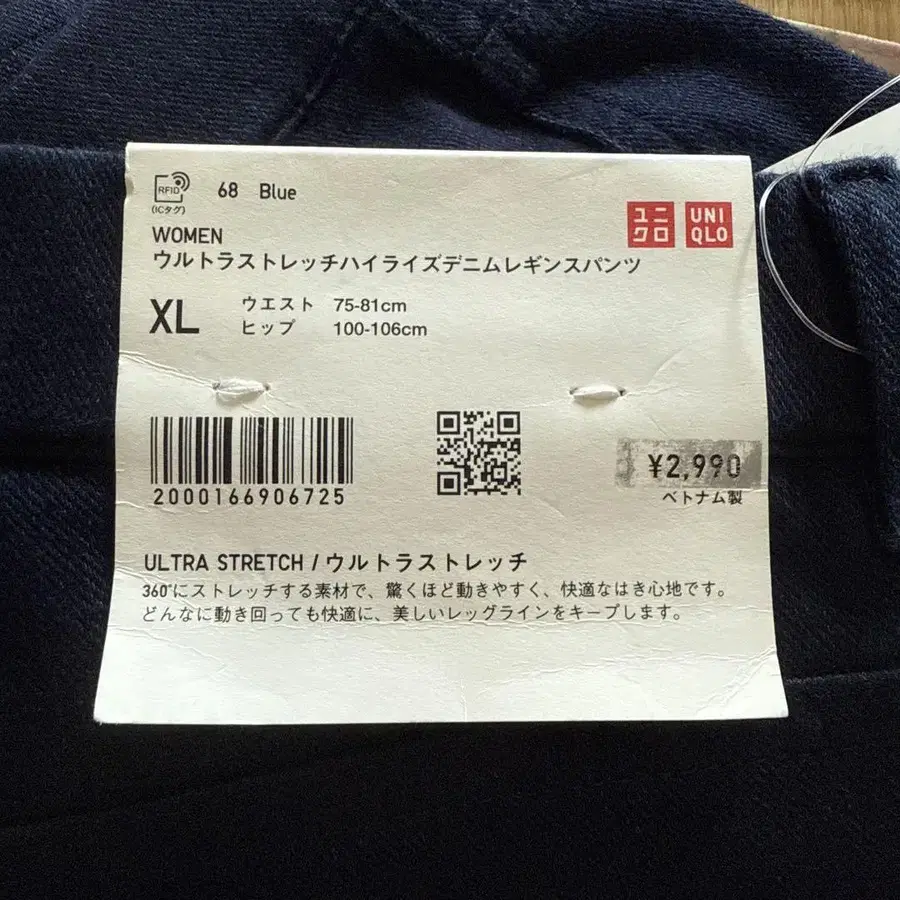 RFID
(ICタグ)
68 Blue
ユニクロ
UNIQLO
WOMEN
ウルトラストレッチハイライズデニムレギンスパンツ
XL
ウエスト 75-81cm
ヒップ 100-106cm
2000166906725
¥2,990
ベトナム製
ULTRA STRETCH / ウルトラストレッチ
360°にストレッチする素材で、驚くほど動きやすく、快適なはき心地です。
どんなに動き回っても快適に、美しいレッグラインをキープします。